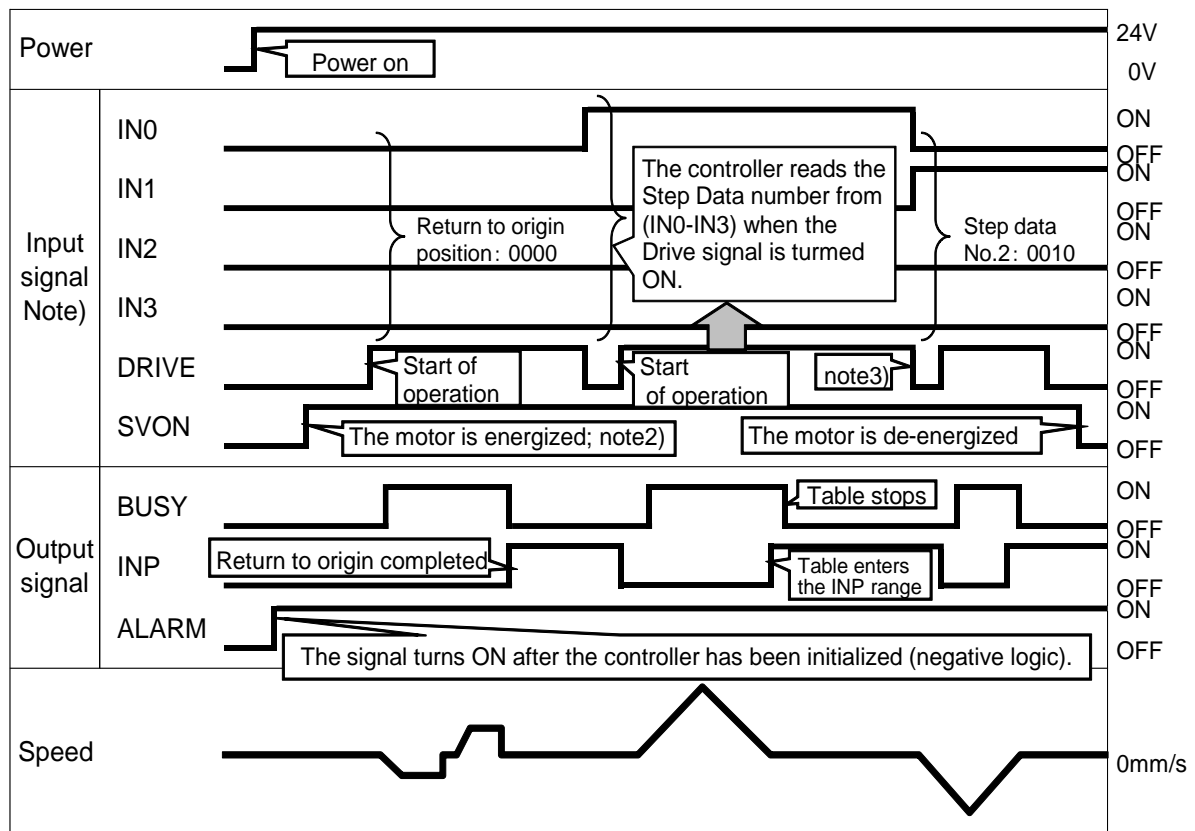 Power
Power on
24V
0V
Input
signal
Note)
IN0
ON
OFF
IN1
ON
OFF
IN2
ON
OFF
IN3
ON
OFF
Return to origin
position: 0000
The controller reads the
Step Data number from
(IN0-IN3) when the
Drive signal is turmed
ON.
Step data
No.2: 0010
DRIVE
Start of
operation
Start
of operation
note3)
ON
OFF
SVON
The motor is energized; note2)
The motor is de-energized
ON
OFF
Output
signal
BUSY
Table stops
ON
OFF
INP
Return to origin completed
Table enters
the INP range
ON
OFF
ALARM
The signal turns ON after the controller has been initialized (negative logic).
ON
OFF
Speed
0mm/s